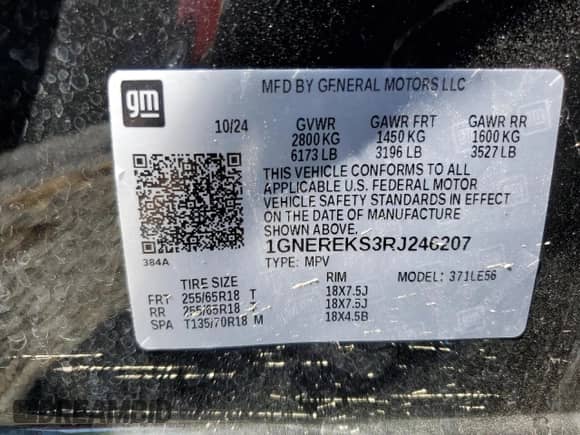 gm
MFD BY GENERAL MOTORS LLC
10/24 GVWR GAWR FRT GAWR RR
2800 KG 1450 KG 1600 KG
6173 LB 3196 LB 3527 LB
THIS VEHICLE CONFORMS TO ALL
APPLICABLE U.S. FEDERAL MOTOR
VEHICLE SAFETY STANDARDS IN EFFECT
ON THE DATE OF MANUFACTURE
SHOWN ABOVE.
1GNEREKS3RJ246207
384A TYPE: MPV MODEL: 371LE56
TIRE SIZE RIM
FRT 255/65R18 T 18X7.5J
RR 255/65R18 T 18X7.5J
SPA T135/70R18 M 18X4.5B
DREAMBID